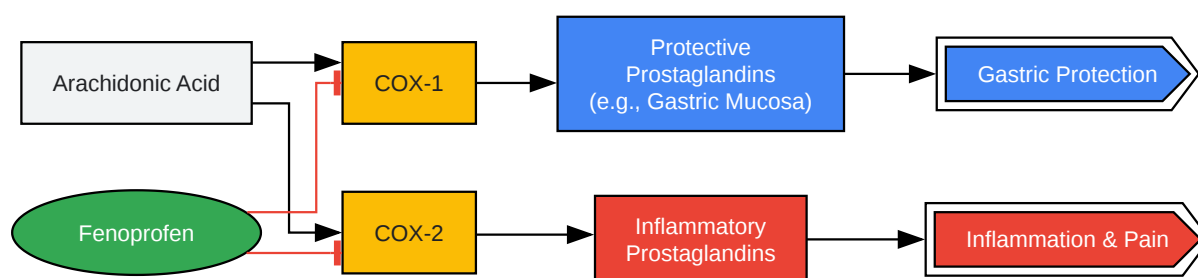 Arachidonic Acid
COX-1
Protective
Prostaglandins
(e.g., Gastric Mucosa)
Gastric Protection
Fenoprofen
COX-2
Inflammatory
Prostaglandins
Inflammation & Pain